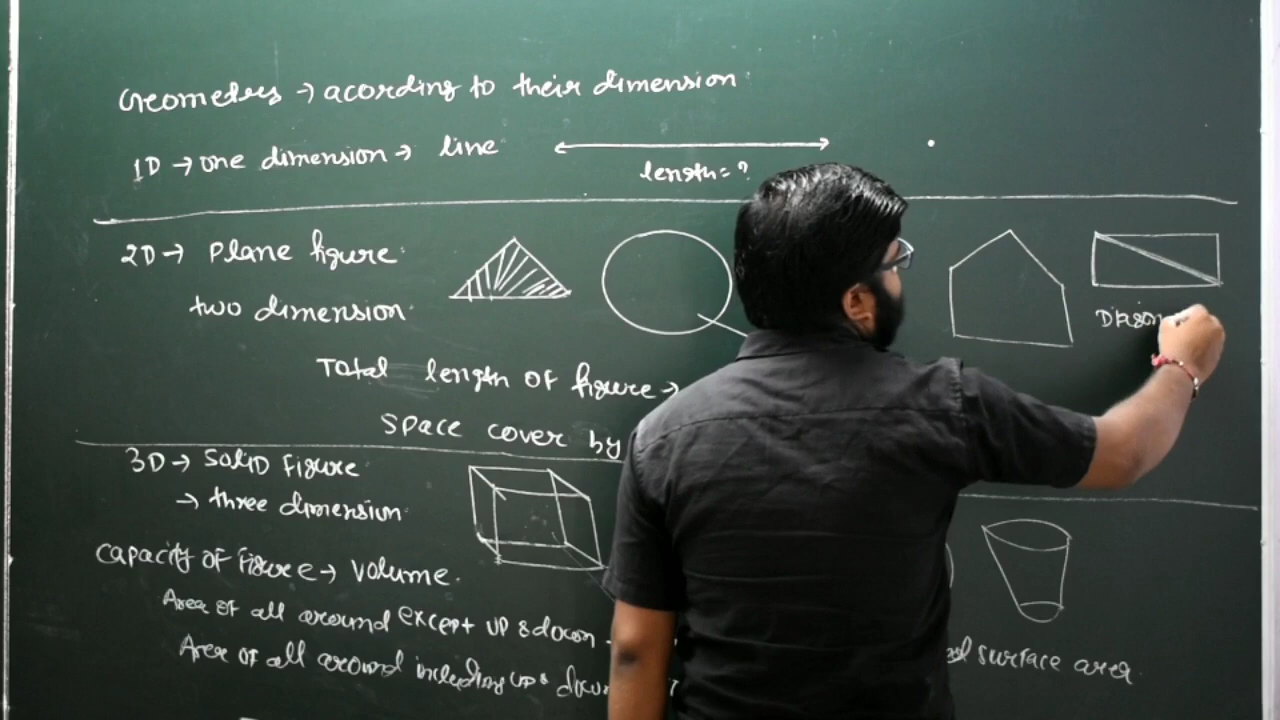 Geometrys → acording to their dimension
1D → one dimension → line
length = ?
2D → Plane figure
two dimension
Total length of figure →
Space cover by
3D → Solid Figure
→ three dimension
capacity of Figure → volume.
Area of all around except up & down
Area of all around including up & down
surface area